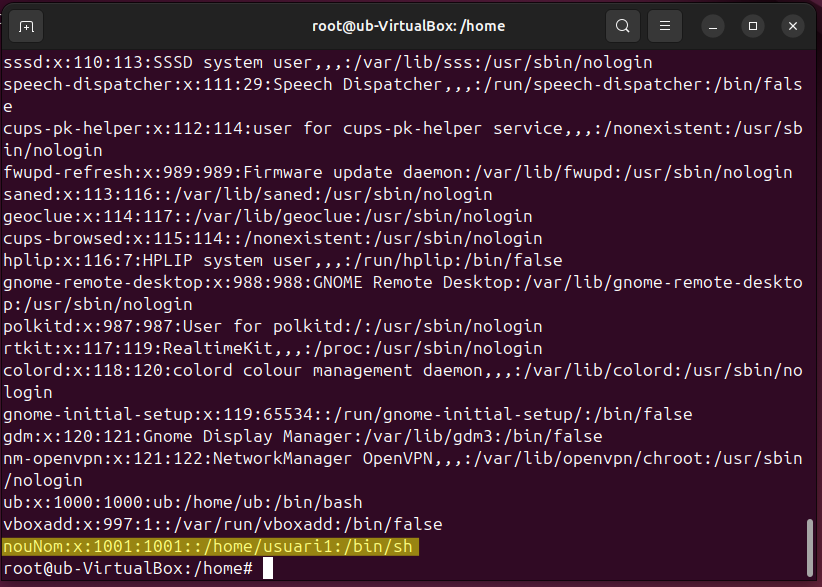 root@ub-VirtualBox: /home
sssd:x:110:113:SSSD system user,,,:/var/lib/sss:/usr/sbin/nologin
speech-dispatcher:x:111:29:Speech Dispatcher,,,:/run/speech-dispatcher:/bin/fals
e
cups-pk-helper:x:112:114:user for cups-pk-helper service,,,:/nonexistent:/usr/sb
in/nologin
fwupd-refresh:x:989:989:Firmware update daemon:/var/lib/fwupd:/usr/sbin/nologin
saned:x:113:116::/var/lib/saned:/usr/sbin/nologin
geoclue:x:114:117::/var/lib/geoclue:/usr/sbin/nologin
cups-browsed:x:115:114::/nonexistent:/usr/sbin/nologin
hplip:x:116:7:HPLIP system user,,,:/run/hplip:/bin/false
gnome-remote-desktop:x:988:988:GNOME Remote Desktop:/var/lib/gnome-remote-deskto
p:/usr/sbin/nologin
polkitd:x:987:987:User for polkitd:/:/usr/sbin/nologin
rtkit:x:117:119:RealtimeKit,,,:/proc:/usr/sbin/nologin
colord:x:118:120:colord colour management daemon,,,:/var/lib/colord:/usr/sbin/no
login
gnome-initial-setup:x:119:65534::/run/gnome-initial-setup/:/bin/false
gdm:x:120:121:Gnome Display Manager:/var/lib/gdm3:/bin/false
nm-openvpn:x:121:122:NetworkManager OpenVPN,,,:/var/lib/openvpn/chroot:/usr/sbin
/nologin
ub:x:1000:1000:ub:/home/ub:/bin/bash
vboxadd:x:997:1::/var/run/vboxadd:/bin/false
nouNom:x:1001:1001::/home/usuari1:/bin/sh
root@ub-VirtualBox:/home#